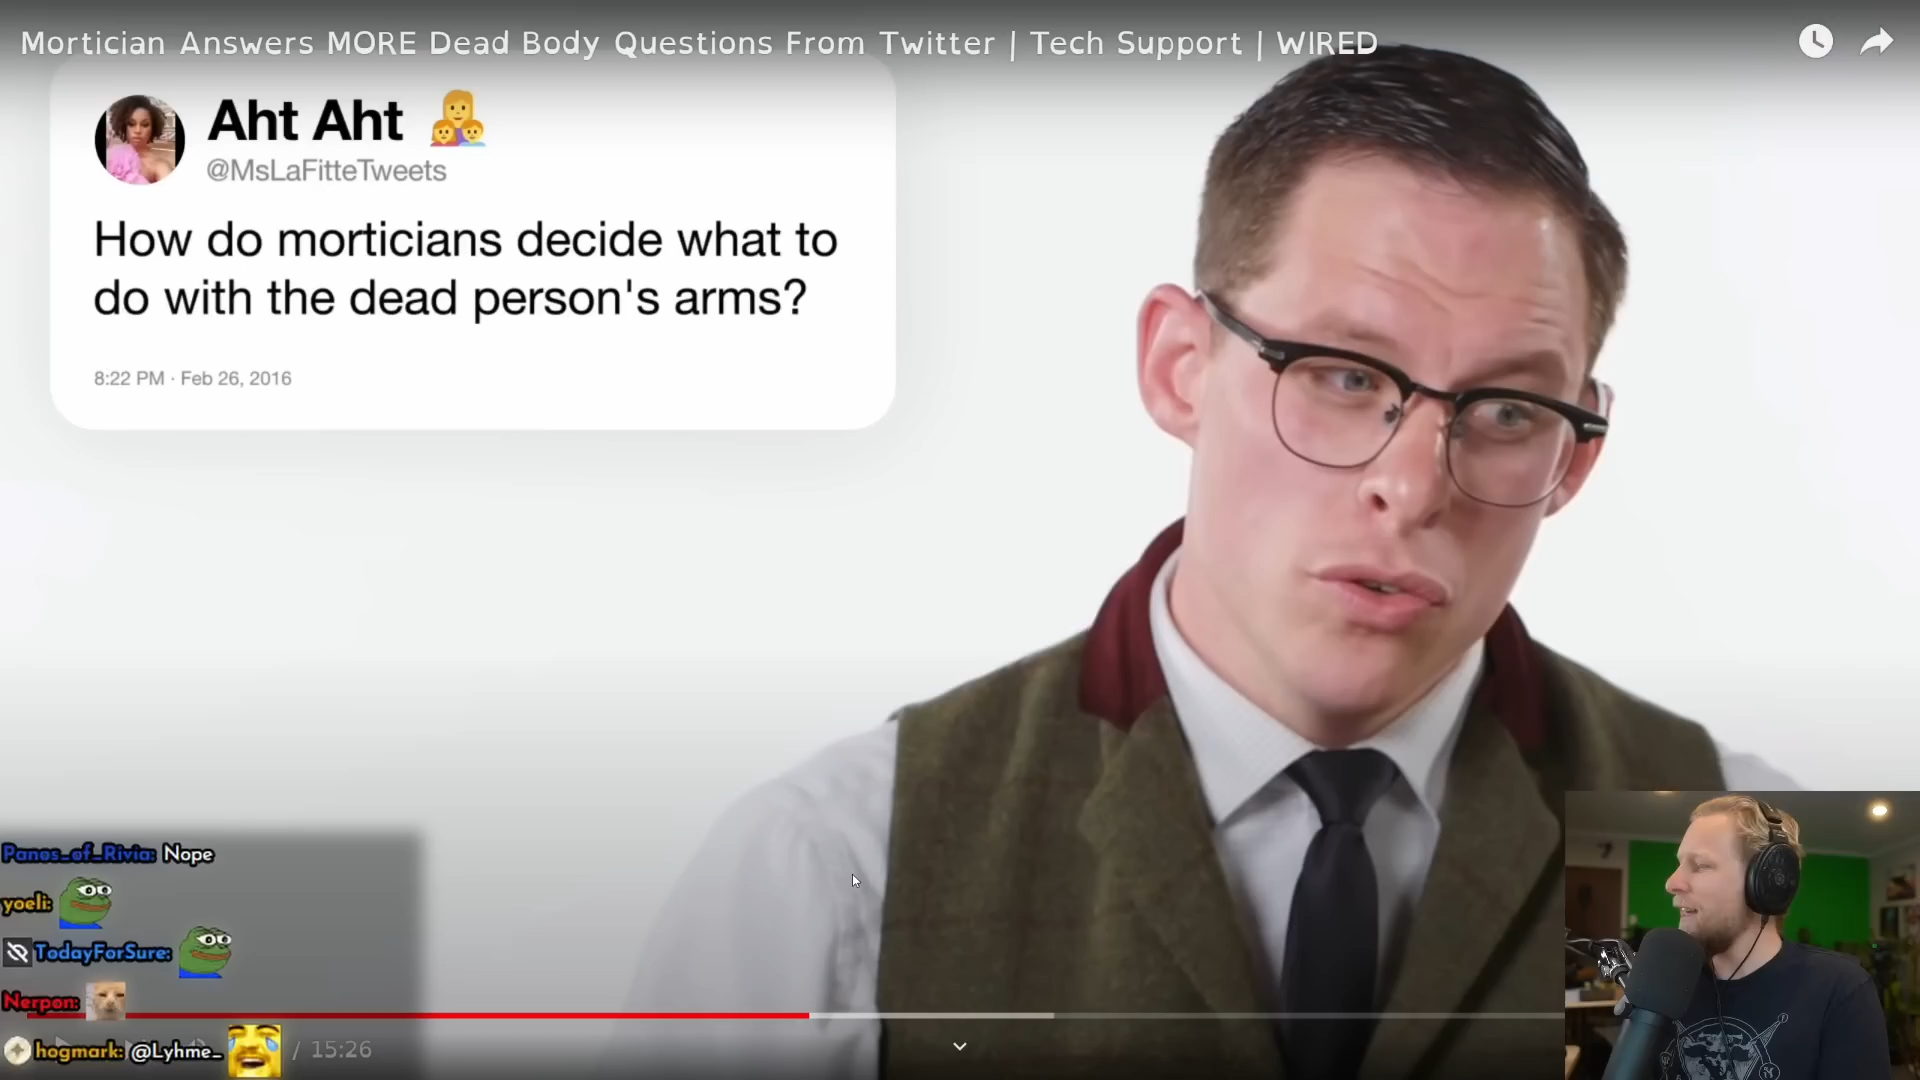 Mortician Answers MORE Dead Body Questions From Twitter | Tech Support | WIRED
Aht Aht
@MsLaFitteTweets
How do morticians decide what to
do with the dead person's arms?
8:22 PM · Feb 26, 2016
Panos_of_Rivia: Nope
yoeli:
TodayForSure:
Nerpon:
hogmark: @Lyhme_
/ 15:26